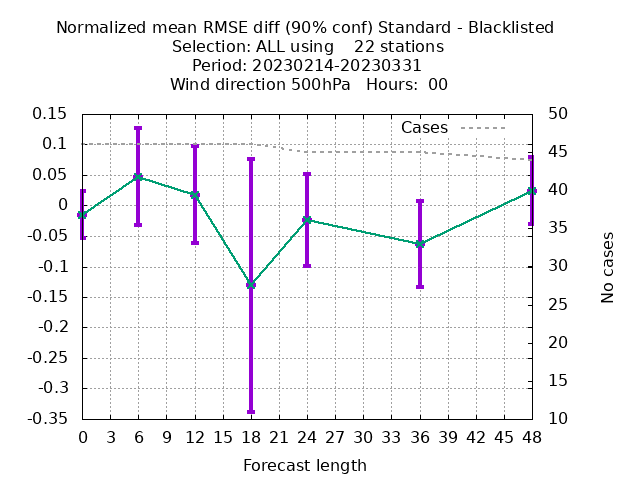 Normalized mean RMSE diff (90% conf) Standard - Blacklisted
Selection: ALL using 22 stations
Period: 20230214-20230331
Wind direction 500hPa Hours: 00
0.15
0.1
0.05
0
-0.05
-0.1
-0.15
-0.2
-0.25
-0.3
-0.35
Cases
50
45
40
35
30
25
20
15
10
No cases
0 3 6 9 12 15 18 21 24 27 30 33 36 39 42 45 48
Forecast length